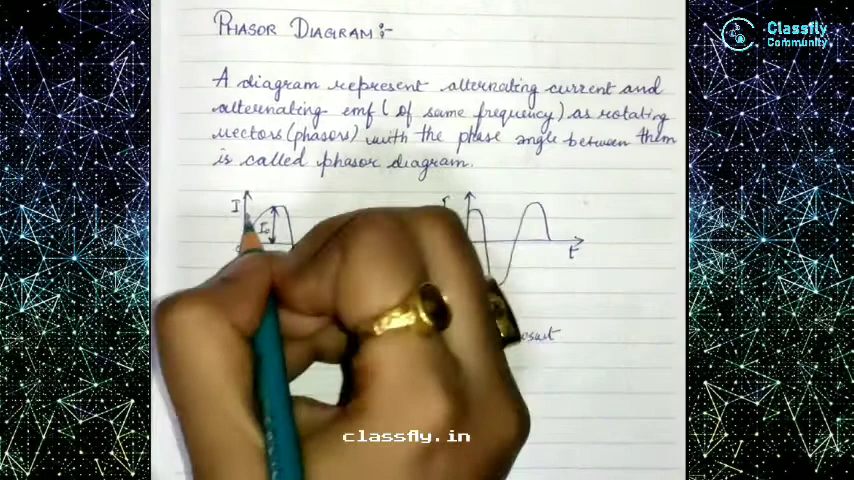 PHASOR DIAGRAM:-
Classfly
Community
A diagram represent alternating current and
alternating emf ( of same frequency) as rotating
vectors (phasors) with the phase angle between them
is called phasor diagram.
I
I₀
t
classfly.in